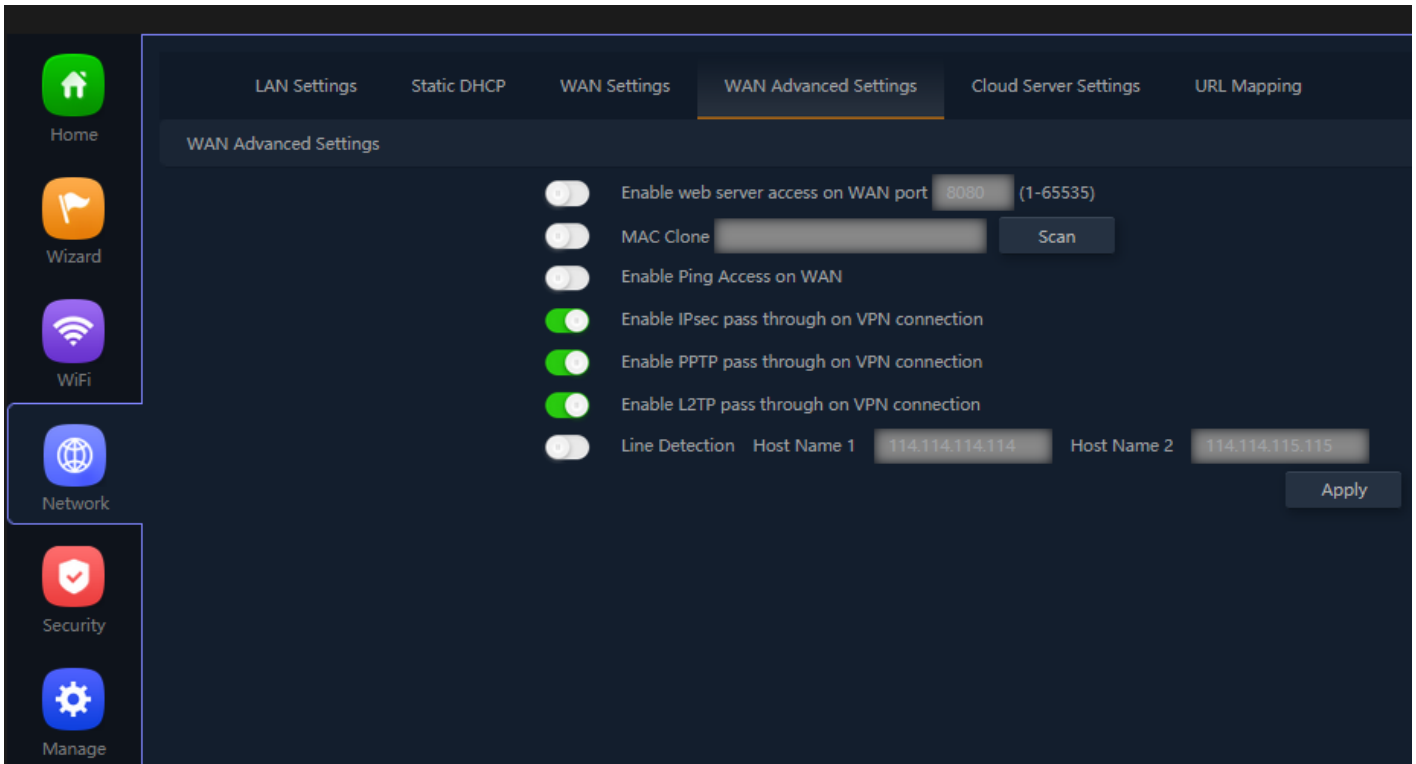 LAN Settings Static DHCP WAN Settings WAN Advanced Settings Cloud Server Settings URL Mapping
Home
WAN Advanced Settings
Enable web server access on WAN port 8080 (1-65535)
MAC Clone Scan
Wizard
Enable Ping Access on WAN
Enable IPsec pass through on VPN connection
Enable PPTP pass through on VPN connection
WiFi
Enable L2TP pass through on VPN connection
Line Detection Host Name 1 114.114.114.114 Host Name 2 114.114.115.115
Apply
Network
Security
Manage